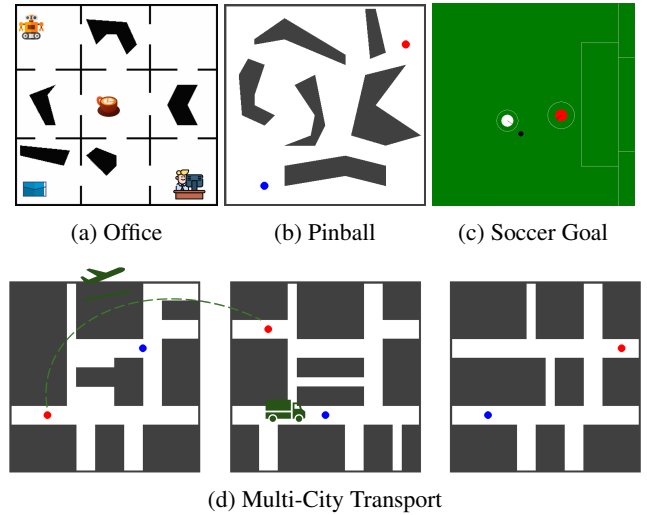 (a) Office
(b) Pinball
(c) Soccer Goal
(d) Multi-City Transport